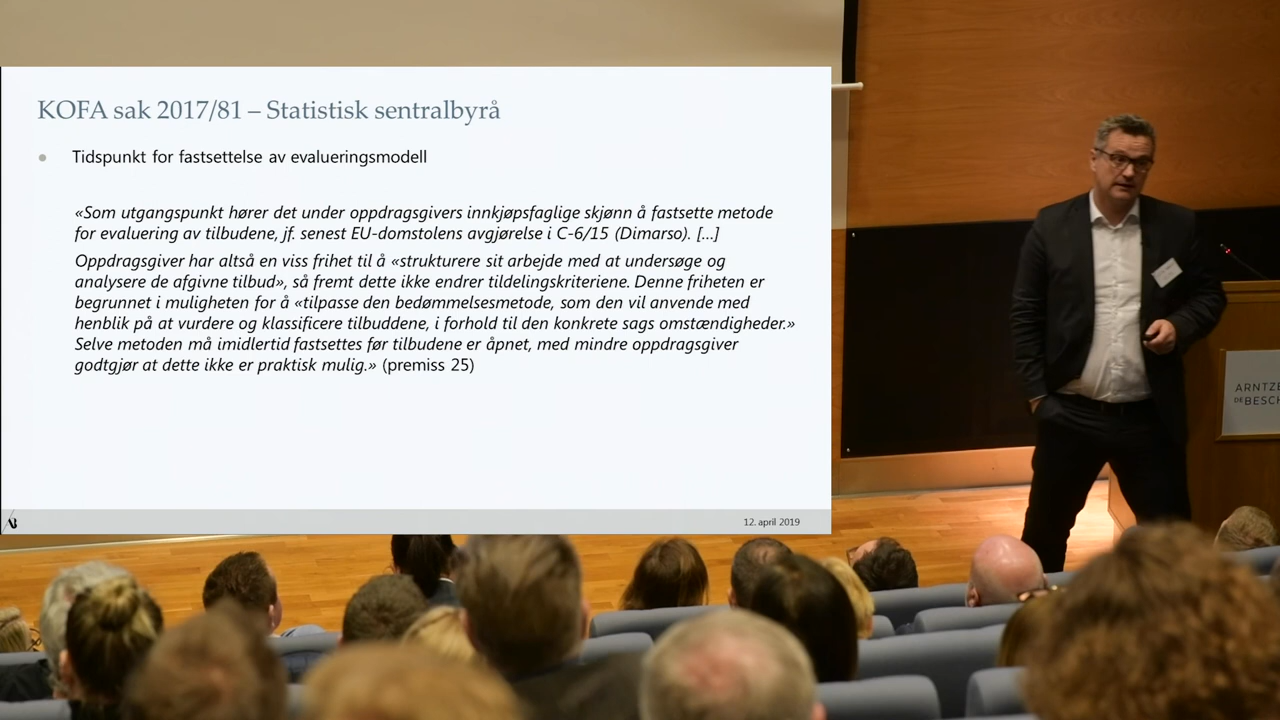 KOFA sak 2017/81 – Statistisk sentralbyrå
Tidspunkt for fastsettelse av evalueringsmodell
«Som utgangspunkt hører det under oppdragsgivers innkjøpsfaglige skjønn å fastsette metode
for evaluering av tilbudene, jf. senest EU-domstolens avgjørelse i C-6/15 (Dimarso). [...]
Oppdragsgiver har altså en viss frihet til å «strukturere sit arbejde med at undersøge og
analysere de afgivne tilbud», så fremt dette ikke endrer tildelingskriteriene. Denne friheten er
begrunnet i muligheten for å «tilpasse den bedømmelsesmetode, som den vil anvende med
henblik på at vurdere og klassificere tilbuddene, i forhold til den konkrete sags omstændigheder.»
Selve metoden må imidlertid fastsettes før tilbudene er åpnet, med mindre oppdragsgiver
godtgjør at dette ikke er praktisk mulig.» (premiss 25)
12. april 2019
ARNTZE
DE BESCH